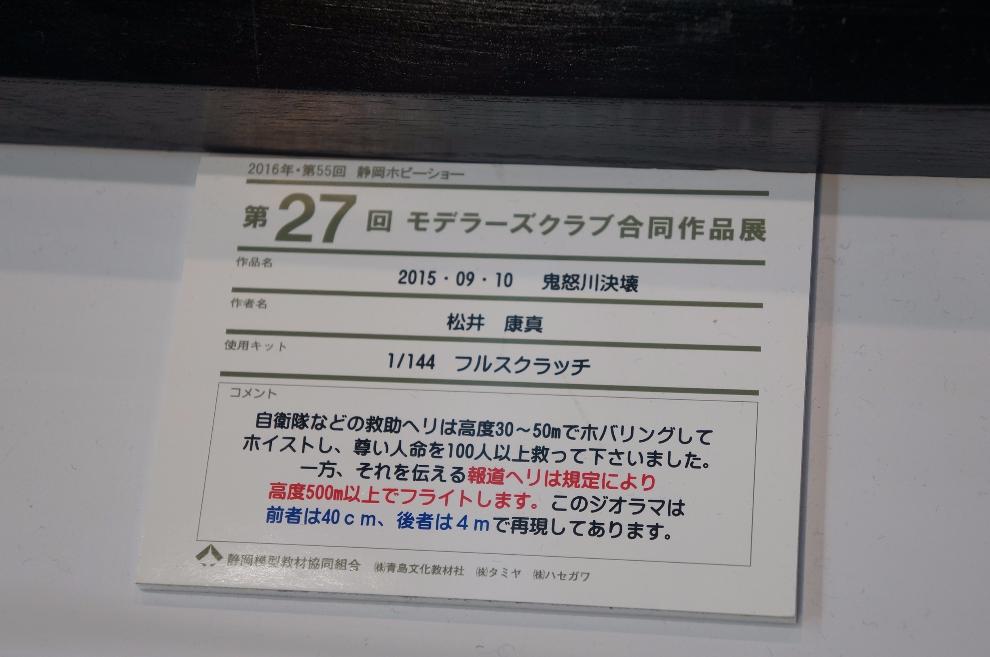 2016年・第55回 静岡ホビーショー
第27回 モデラーズクラブ合同作品展
作品名
2015・09・10 鬼怒川決壊
作者名
松井 康真
使用キット
1/144 フルスクラッチ
コメント
自衛隊などの救助ヘリは高度30～50mでホバリングして
ホイストし、尊い人命を100人以上救って下さいました。
一方、それを伝える報道ヘリは規定により
高度500m以上でフライトします。このジオラマは
前者は40ｃｍ、後者は４ｍで再現してあります。
静岡模型教材協同組合 ㈱青島文化教材社 ㈱タミヤ ㈱ハセガワ